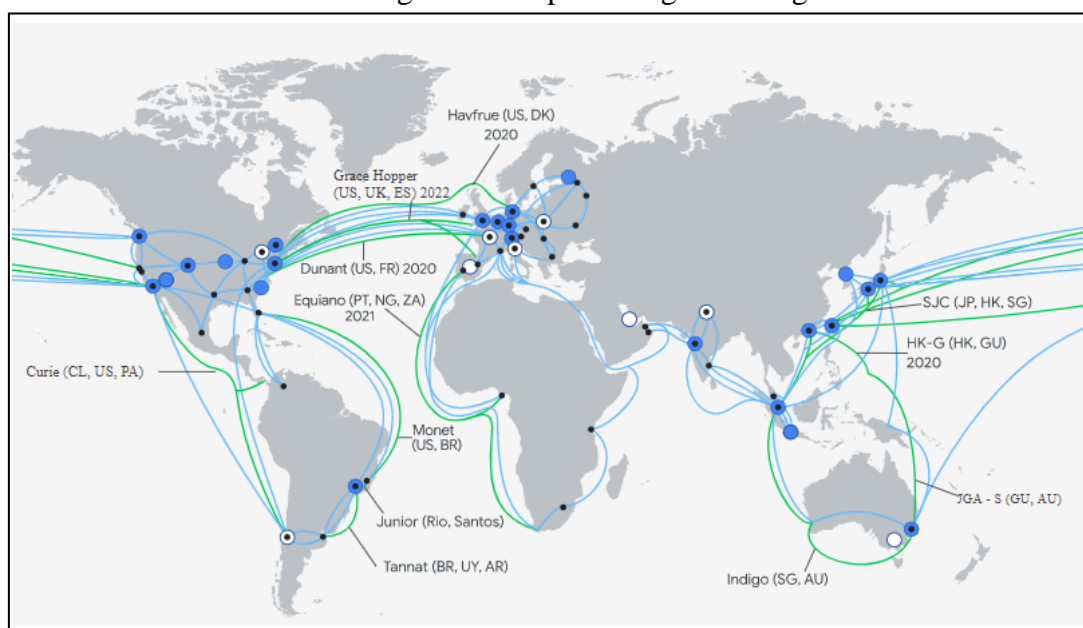 Havfrue (US, DK)
2020
Grace Hopper
(US, UK, ES) 2022
Dunant (US, FR) 2020
Equiano (PT, NG, ZA)
2021
SJC (JP, HK, SG)
HK-G (HK, GU)
2020
Curie (CL, US, PA)
Monet
(US, BR)
JGA - S (GU, AU)
Junior (Rio, Santos)
Tannat (BR, UY, AR)
Indigo (SG, AU)